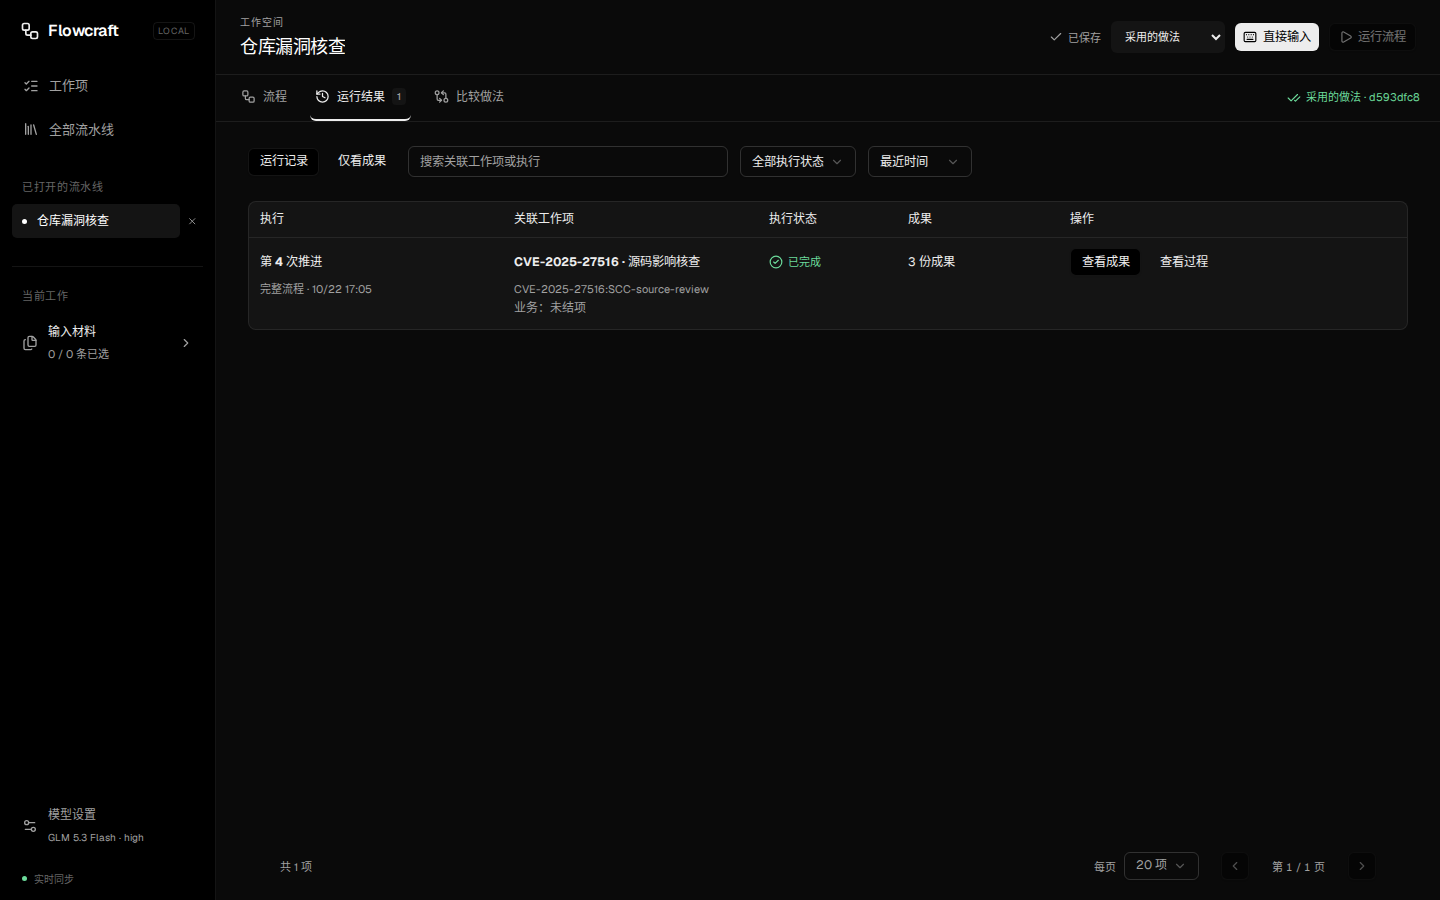 Flowcraft LOCAL
工作项
全部流水线
已打开的流水线
仓库漏洞核查
当前工作
输入材料
0 / 0 条已选
模型设置
GLM 5.3 Flash · high
实时同步
工作空间
仓库漏洞核查
已保存 采用的做法 直接输入 运行流程
流程 运行结果 1 比较做法 采用的做法 · d593dfc8
运行记录 仅看成果 搜索关联工作项或执行 全部执行状态 最近时间
执行 关联工作项 执行状态 成果 操作
第 4 次推进 CVE-2025-27516 · 源码影响核查 已完成 3 份成果 查看成果 查看过程
完整流程 · 10/22 17:05 CVE-2025-27516:SCC-source-review
业务：未结项
共 1 项 每页 20 项 第 1 / 1 页